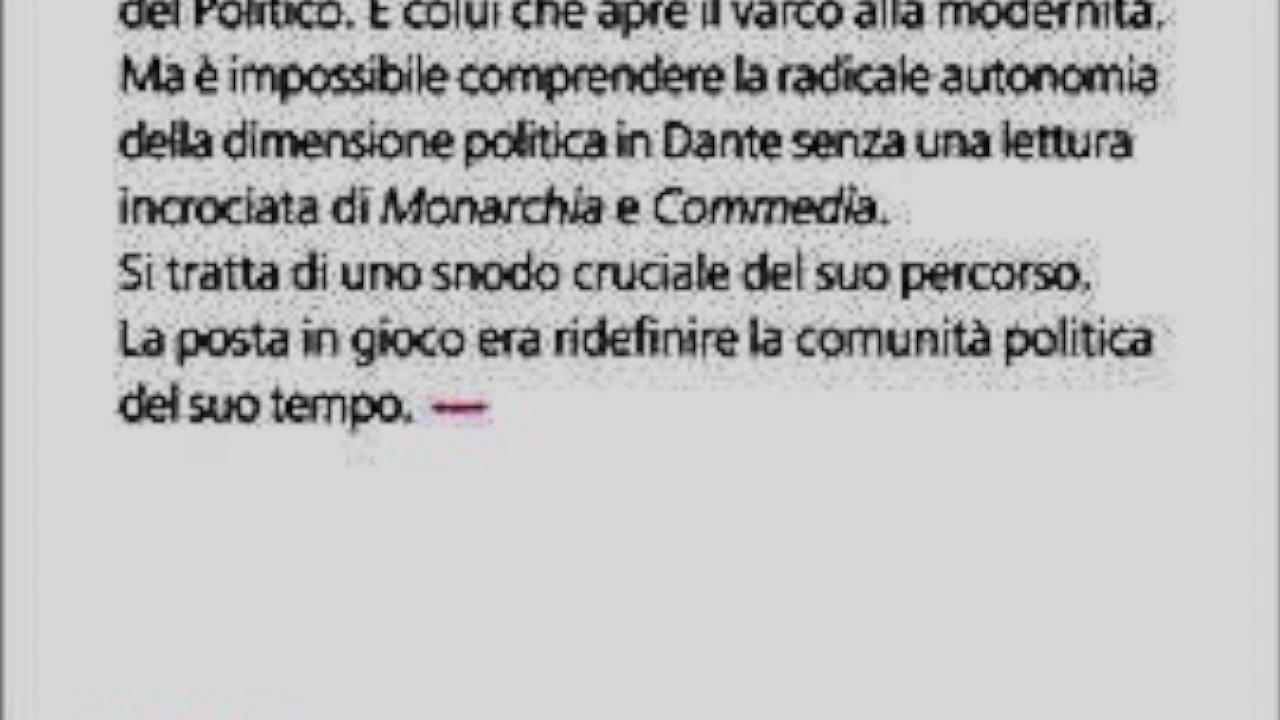 del Politico. È colui che apre il varco alla modernità.
Ma è impossibile comprendere la radicale autonomia
della dimensione politica in Dante senza una lettura
incrociata di Monarchia e Commedia.
Si tratta di uno snodo cruciale del suo percorso.
La posta in gioco era ridefinire la comunità politica
del suo tempo. —